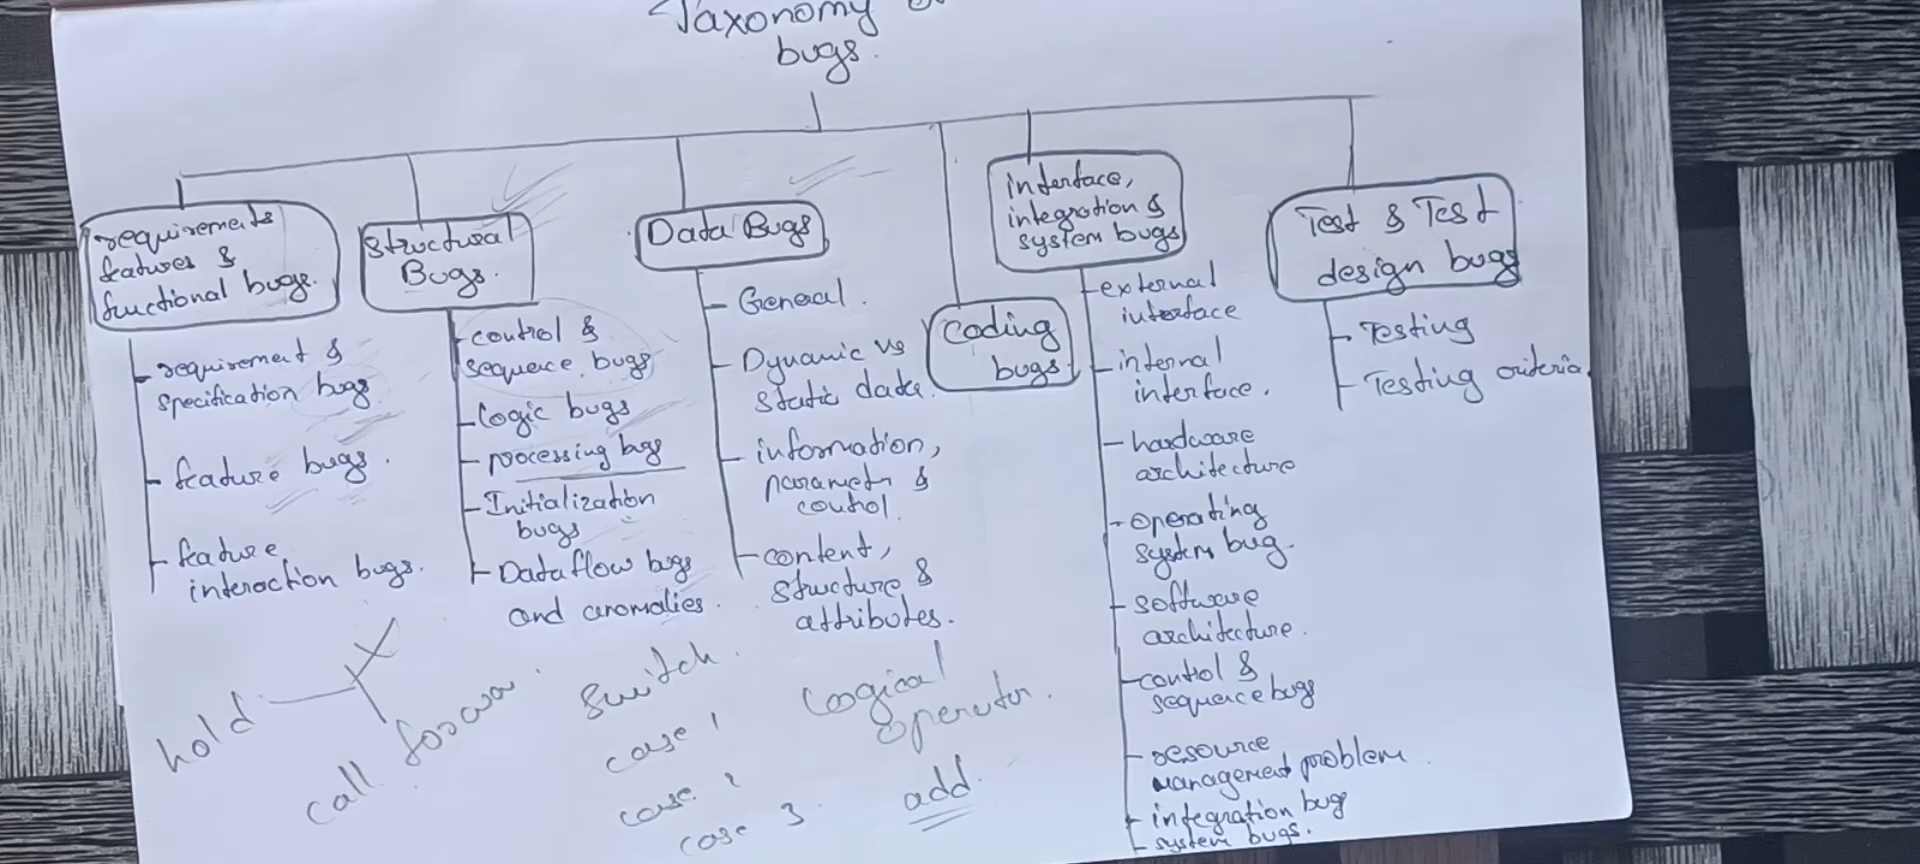 Taxonomy
bugs.
requirements
features &
fuctional bugs.
requirement &
specification bugs
feature bugs.
feature
interaction bugs.
Structural
Bugs.
control &
sequence bugs
Logic bugs
processing bug
Initialization
bugs
Dataflow bugs
and anomalies.
Data Bugs
General.
Dynamic vs
static data.
information,
parametr &
control.
content,
structure &
attributes.
Coding
bugs.
interface,
integration &
system bugs
external
interface
internal
interface.
hardware
architecture
operating
system bug.
software
architecture.
control &
sequence bugs
resource
management problem.
integration bug
system bugs.
Test & Test
design bugs
Testing
Testing criteria.
hold
call
switch.
case 1
case 2
case 3.
Logical
operator.
add.